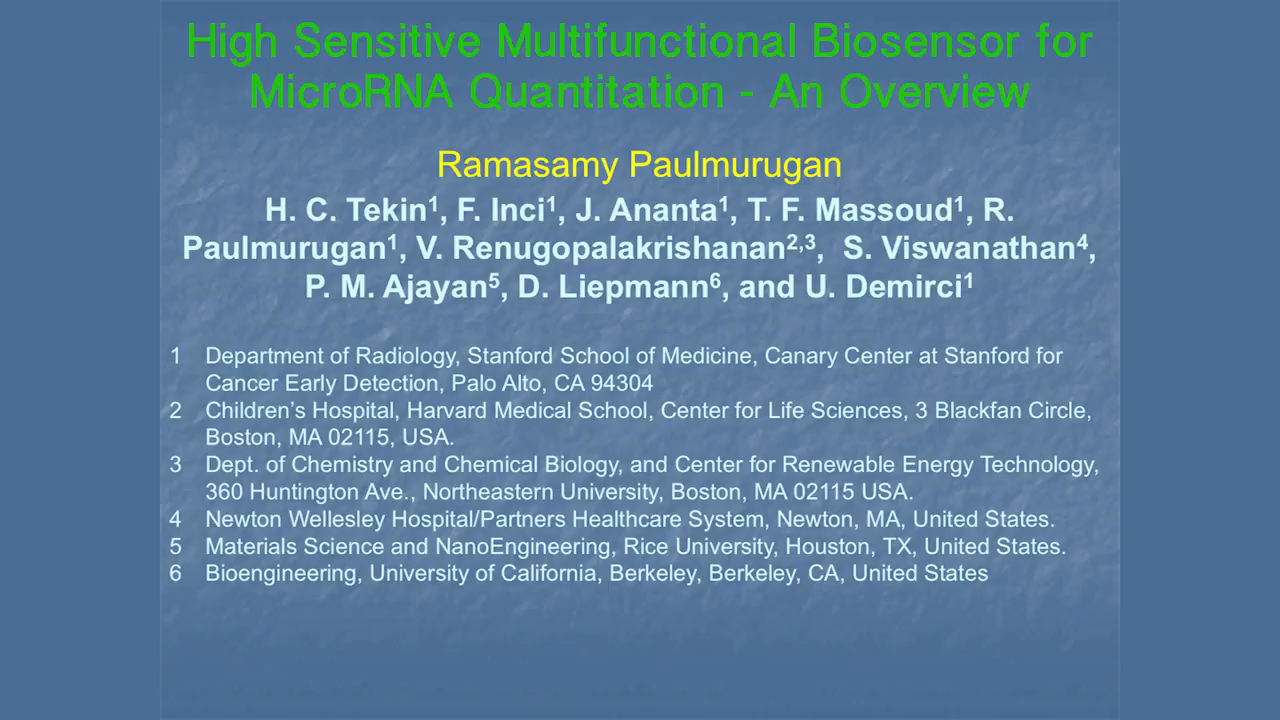 High Sensitive Multifunctional Biosensor for
MicroRNA Quantitation - An Overview
Ramasamy Paulmurugan
H. C. Tekin¹, F. Inci¹, J. Ananta¹, T. F. Massoud¹, R.
Paulmurugan¹, V. Renugopalakrishanan²,³, S. Viswanathan⁴,
P. M. Ajayan⁵, D. Liepmann⁶, and U. Demirci¹
1 Department of Radiology, Stanford School of Medicine, Canary Center at Stanford for
Cancer Early Detection, Palo Alto, CA 94304
2 Children’s Hospital, Harvard Medical School, Center for Life Sciences, 3 Blackfan Circle,
Boston, MA 02115, USA.
3 Dept. of Chemistry and Chemical Biology, and Center for Renewable Energy Technology,
360 Huntington Ave., Northeastern University, Boston, MA 02115 USA.
4 Newton Wellesley Hospital/Partners Healthcare System, Newton, MA, United States.
5 Materials Science and NanoEngineering, Rice University, Houston, TX, United States.
6 Bioengineering, University of California, Berkeley, Berkeley, CA, United States